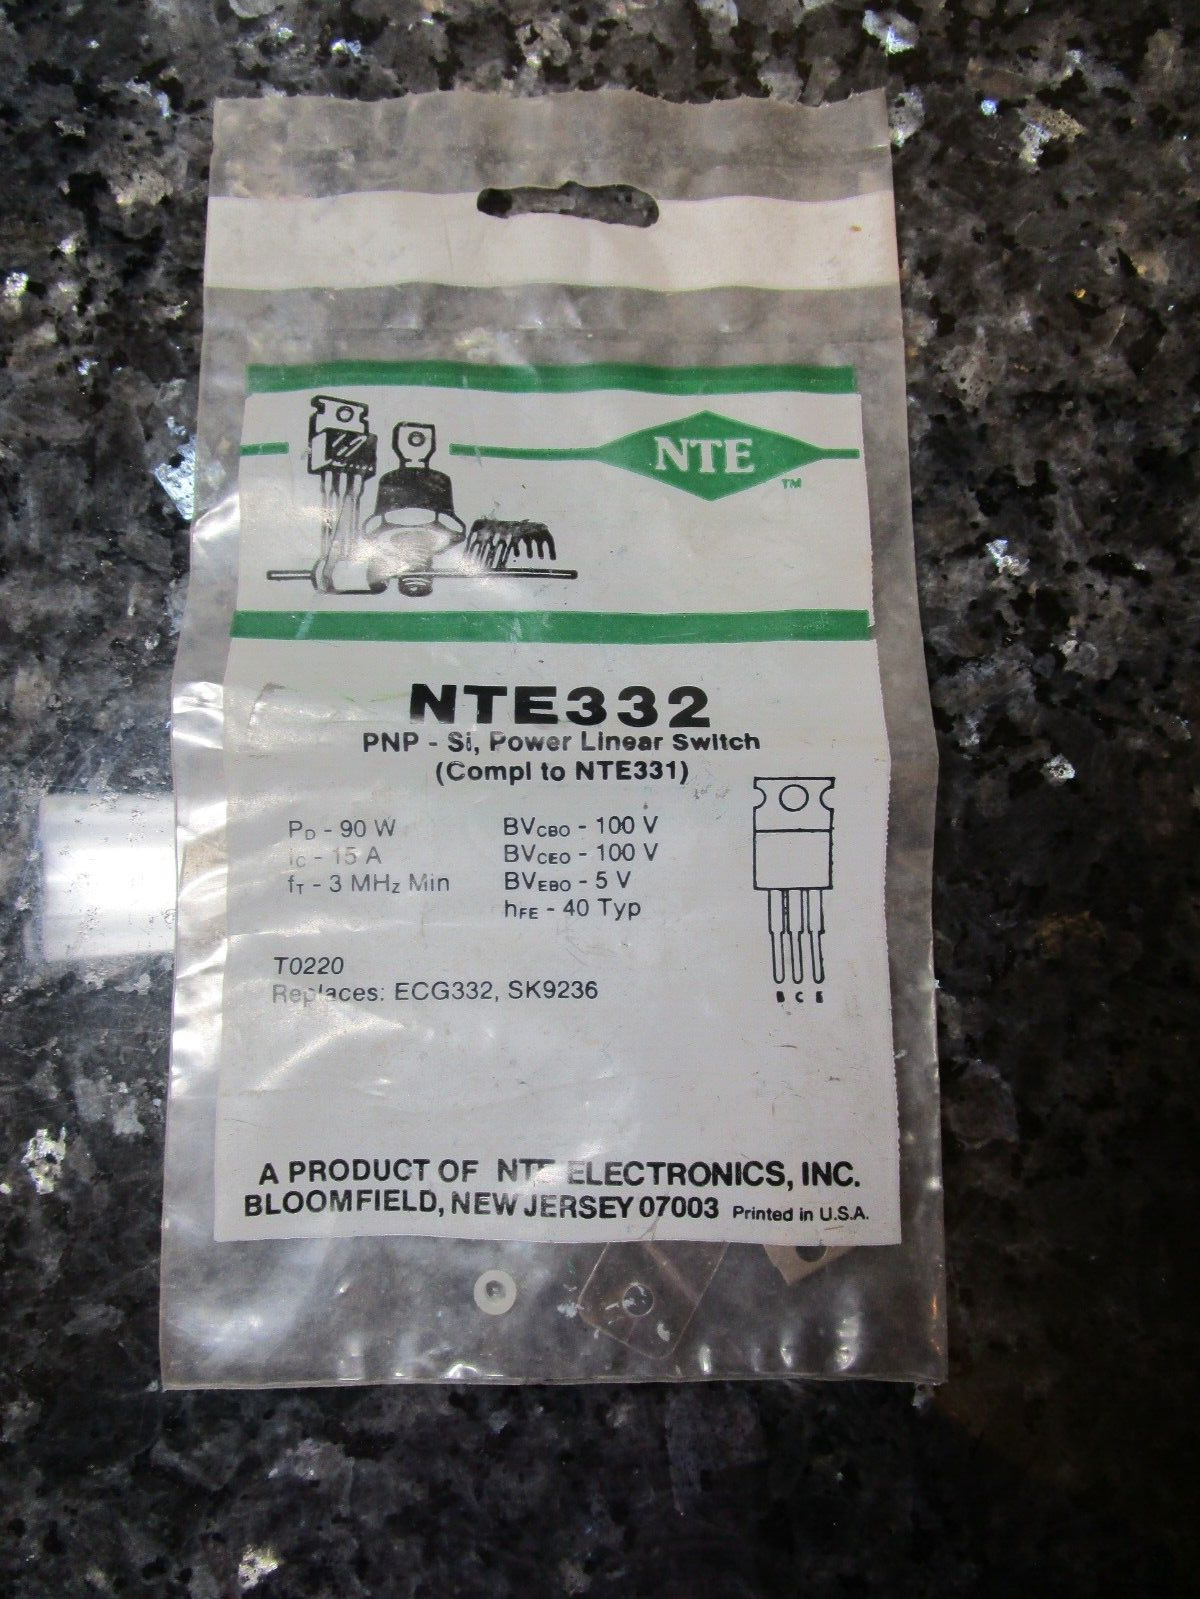 NTE
TM
NTE332
PNP - Si, Power Linear Switch
(Compl to NTE331)
PD - 90 W
IC - 15 A
fT - 3 MHz Min
BVCBO - 100 V
BVCEO - 100 V
BVEBO - 5 V
hFE - 40 Typ
T0220
Replaces: ECG332, SK9236
B C E
A PRODUCT OF NTE ELECTRONICS, INC.
BLOOMFIELD, NEW JERSEY 07003 Printed in U.S.A.